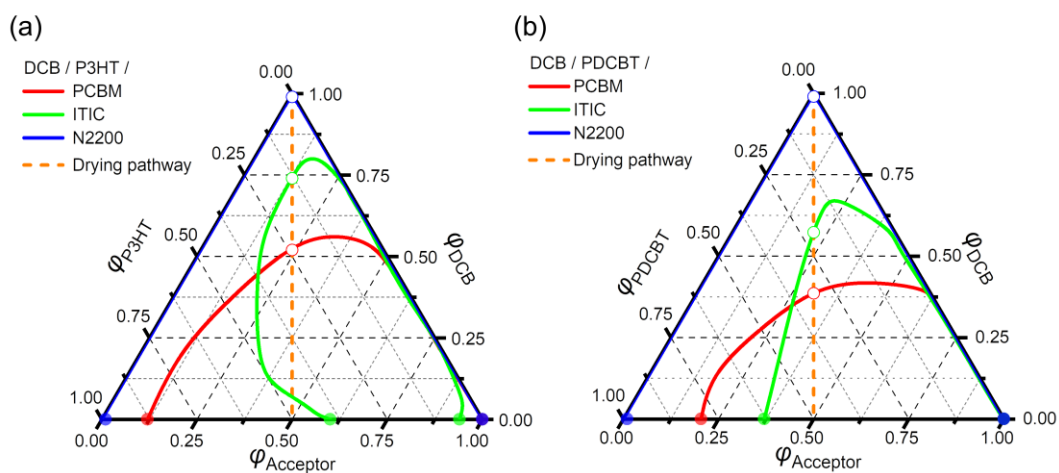 (a)
DCB / P3HT /
PCBM
ITIC
N2200
Drying pathway
0.00
1.00
0.25
0.75
0.50
0.50
φP3HT
φDCB
0.75
0.25
1.00
0.00
0.00
0.25
0.50
0.75
1.00
φAcceptor
(b)
DCB / PDCBT /
PCBM
ITIC
N2200
Drying pathway
0.00
1.00
0.25
0.75
0.50
0.50
φPDCBT
φDCB
0.75
0.25
1.00
0.00
0.00
0.25
0.50
0.75
1.00
φAcceptor